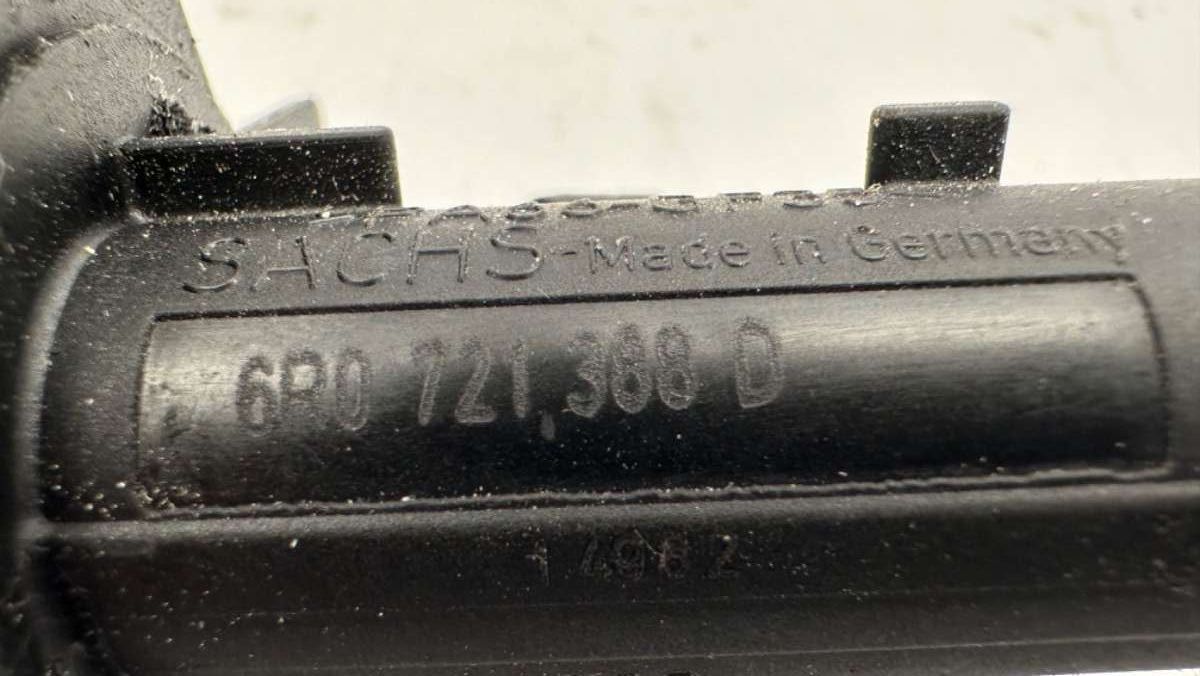 SACHS - Made in Germany
6R0 721 388 D